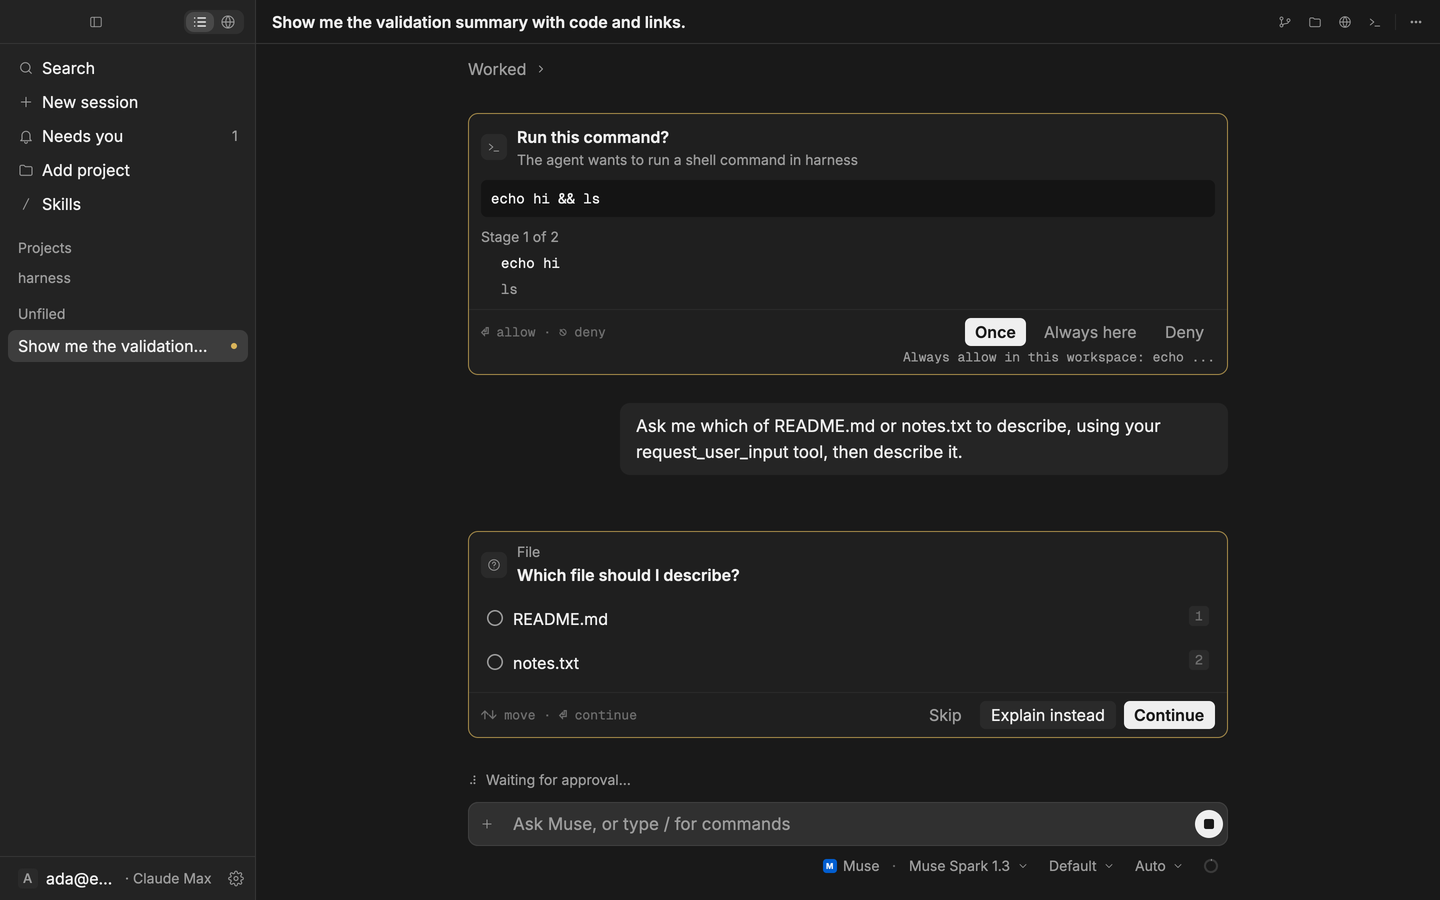 Show me the validation summary with code and links.
Search
New session
Needs you 1
Add project
Skills
Projects
harness
Unfiled
Show me the validation...
A ada@e... · Claude Max
Worked
Run this command?
The agent wants to run a shell command in harness
echo hi && ls
Stage 1 of 2
echo hi
ls
allow · deny
Once Always here Deny
Always allow in this workspace: echo ...
Ask me which of README.md or notes.txt to describe, using your
request_user_input tool, then describe it.
File
Which file should I describe?
README.md 1
notes.txt 2
move · continue
Skip Explain instead Continue
Waiting for approval...
Ask Muse, or type / for commands
M Muse · Muse Spark 1.3 Default Auto